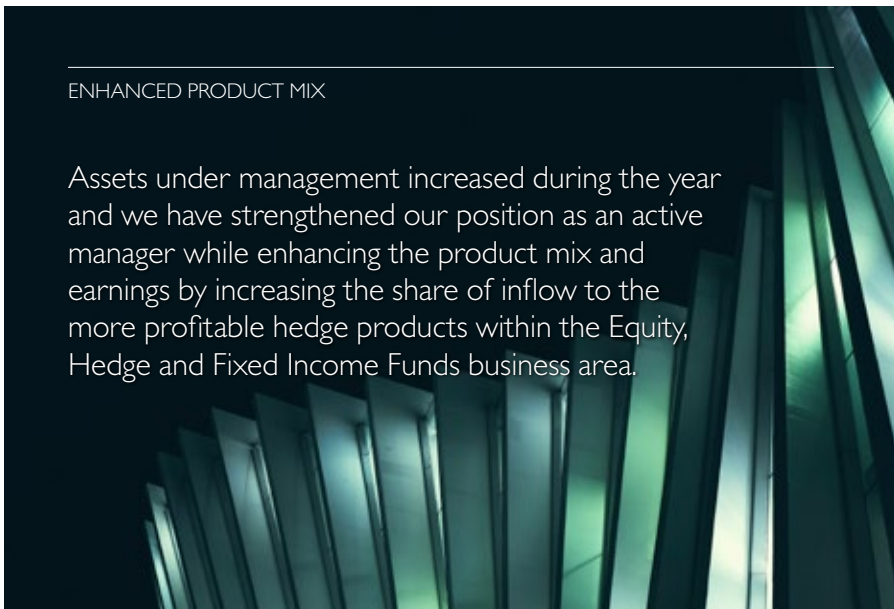 ENHANCED PRODUCT MIX
Assets under management increased during the year
and we have strengthened our position as an active
manager while enhancing the product mix and
earnings by increasing the share of inflow to the
more profitable hedge products within the Equity,
Hedge and Fixed Income Funds business area.